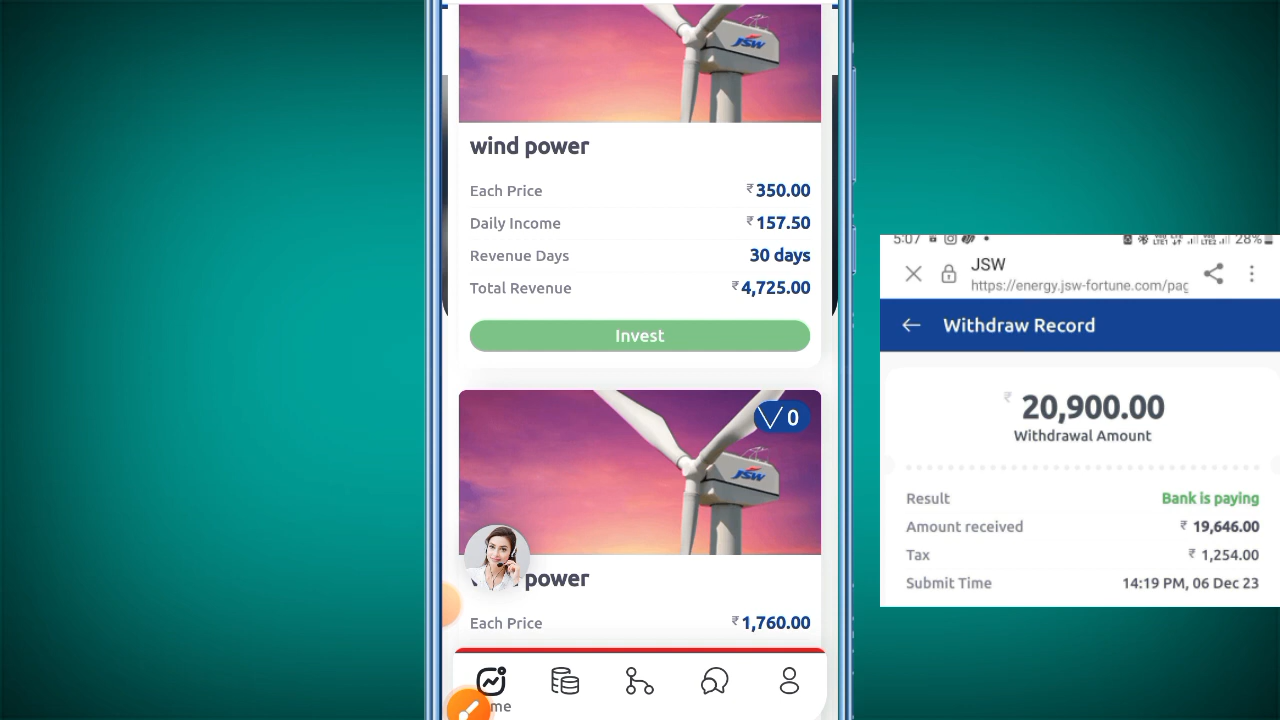 JSW
wind power
Each Price ₹ 350.00
Daily Income ₹ 157.50
Revenue Days 30 days
Total Revenue ₹ 4,725.00
Invest
0
JSW
power
Each Price ₹ 1,760.00
me
5:07 28%
JSW
https://energy.jsw-fortune.com/pag
Withdraw Record
₹ 20,900.00
Withdrawal Amount
Result Bank is paying
Amount received ₹ 19,646.00
Tax ₹ 1,254.00
Submit Time 14:19 PM, 06 Dec 23